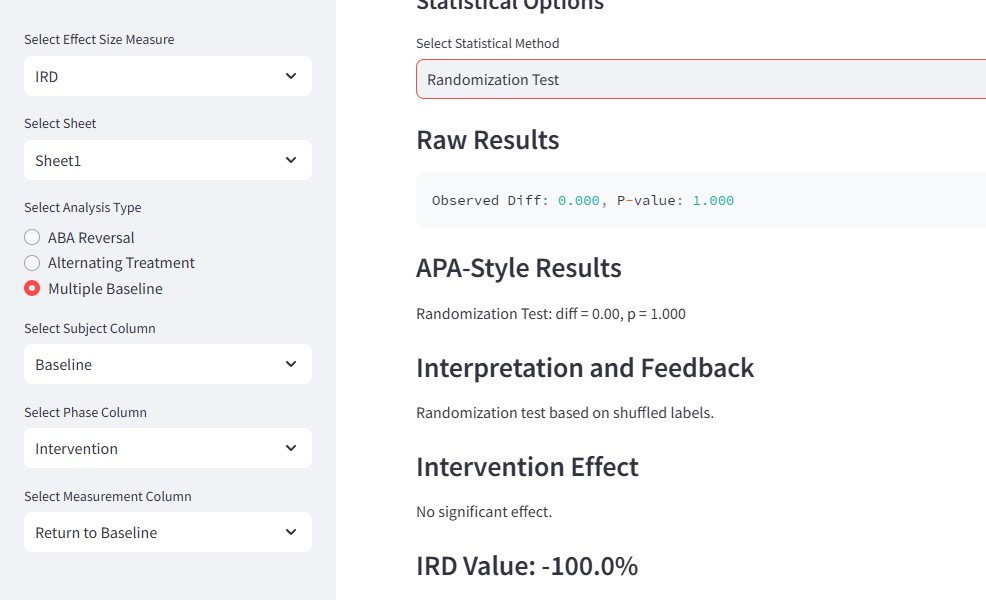 Select Effect Size Measure
IRD
Select Sheet
Sheet1
Select Analysis Type
ABA Reversal
Alternating Treatment
Multiple Baseline
Select Subject Column
Baseline
Select Phase Column
Intervention
Select Measurement Column
Return to Baseline
Statistical Options
Select Statistical Method
Randomization Test
Raw Results
Observed Diff: 0.000, P-value: 1.000
APA-Style Results
Randomization Test: diff = 0.00, p = 1.000
Interpretation and Feedback
Randomization test based on shuffled labels.
Intervention Effect
No significant effect.
IRD Value: -100.0%